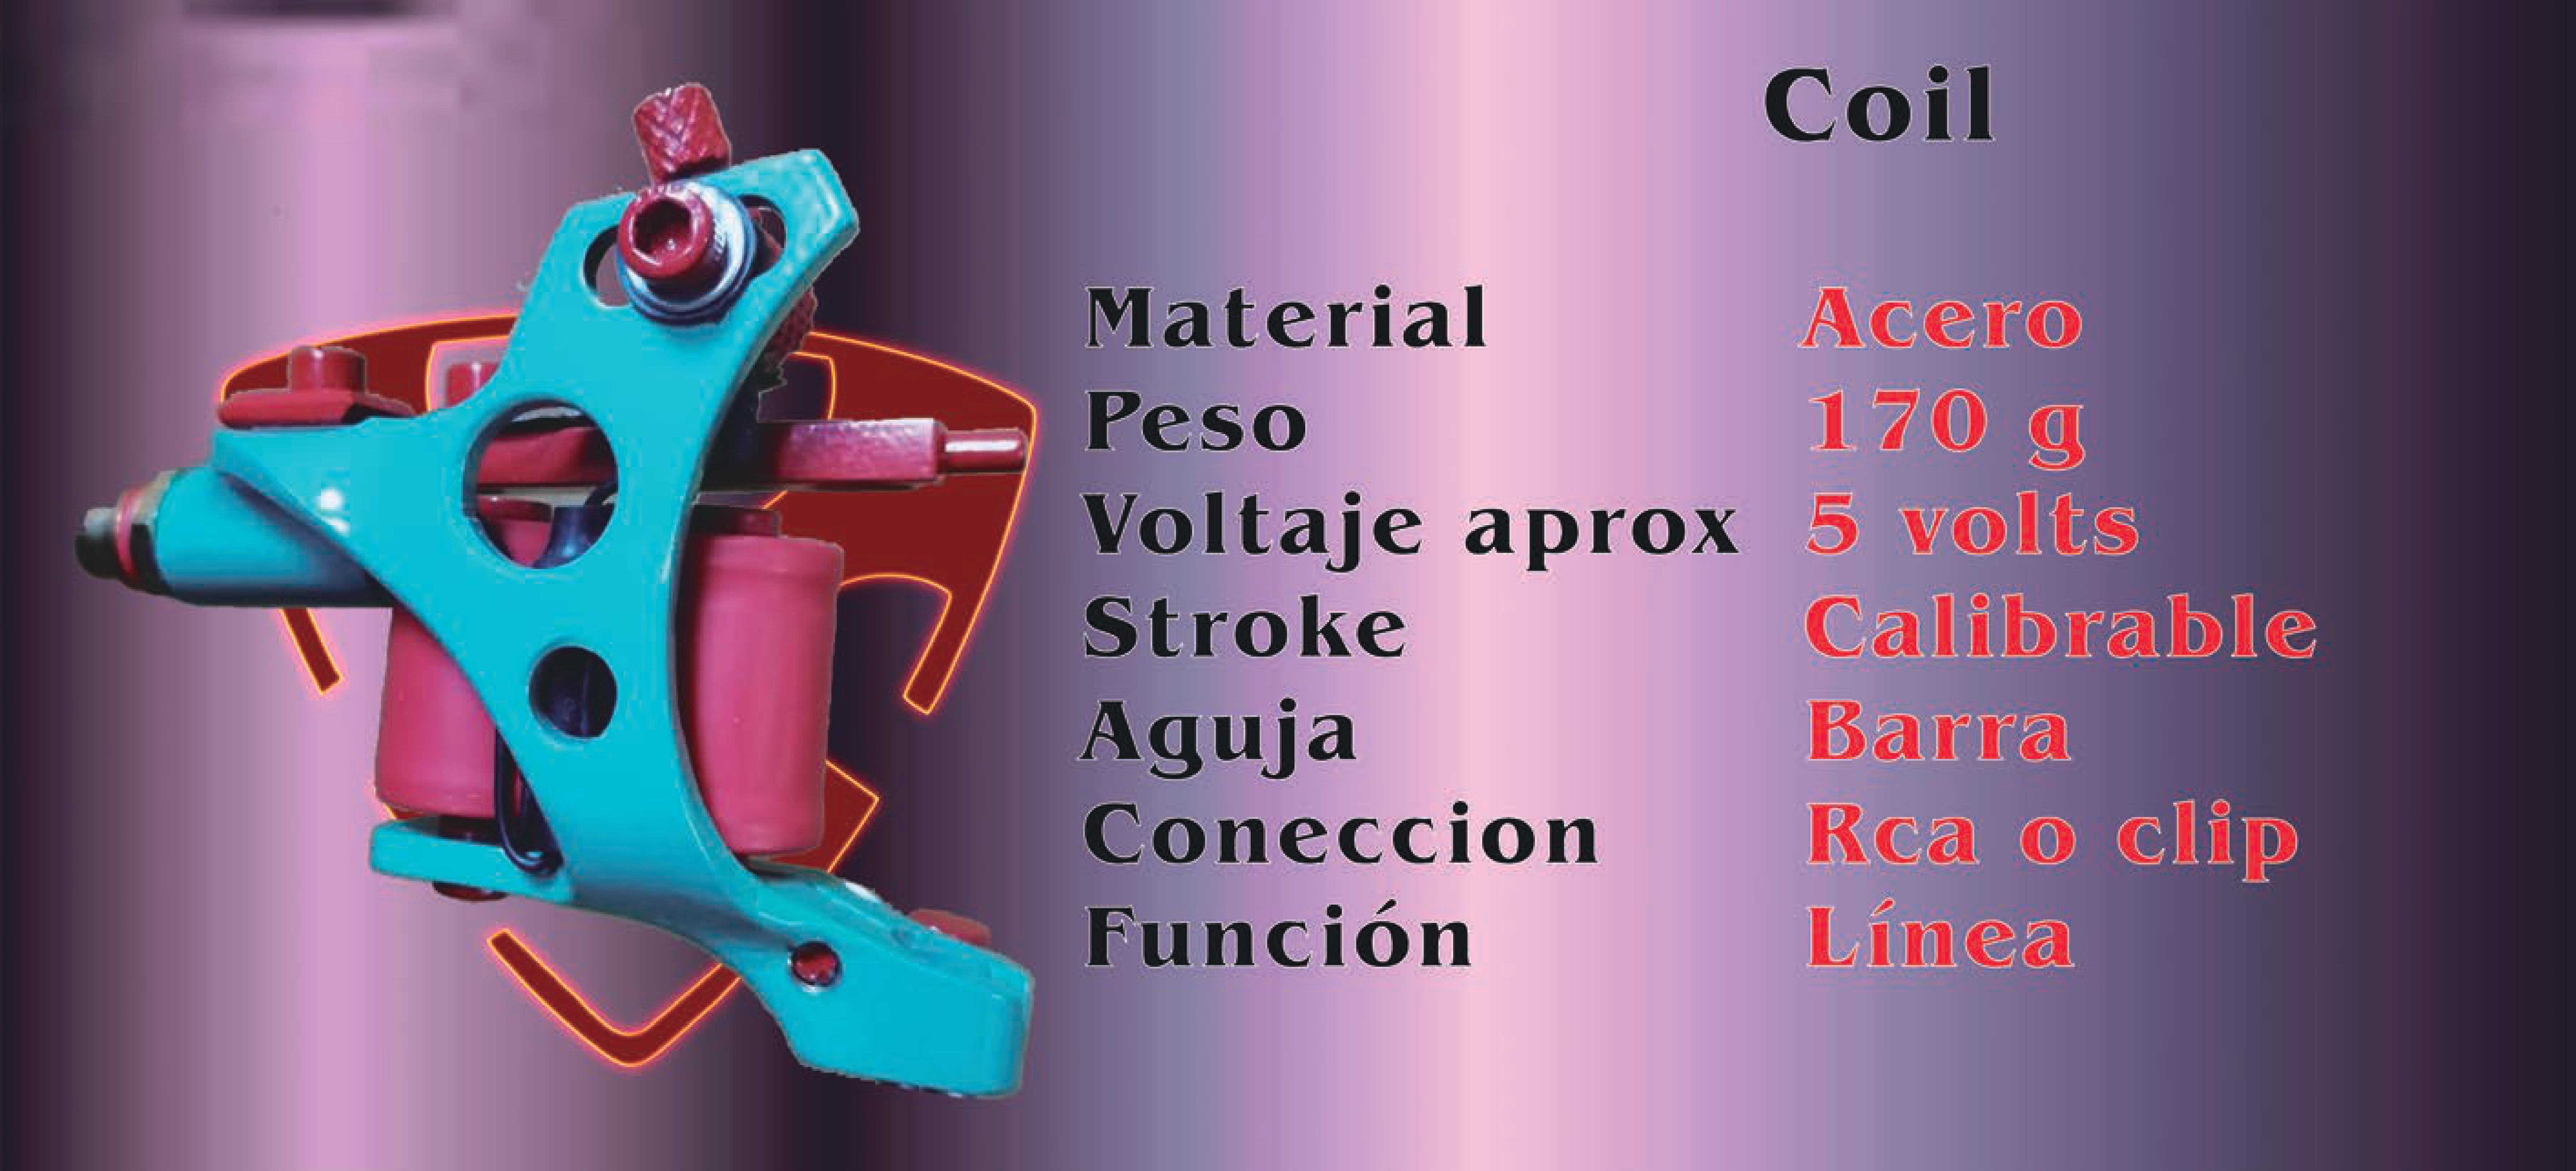 Coil
Material Acero
Peso 170 g
Voltaje aprox 5 volts
Stroke Calibrable
Aguja Barra
Coneccion Rca o clip
Función Línea